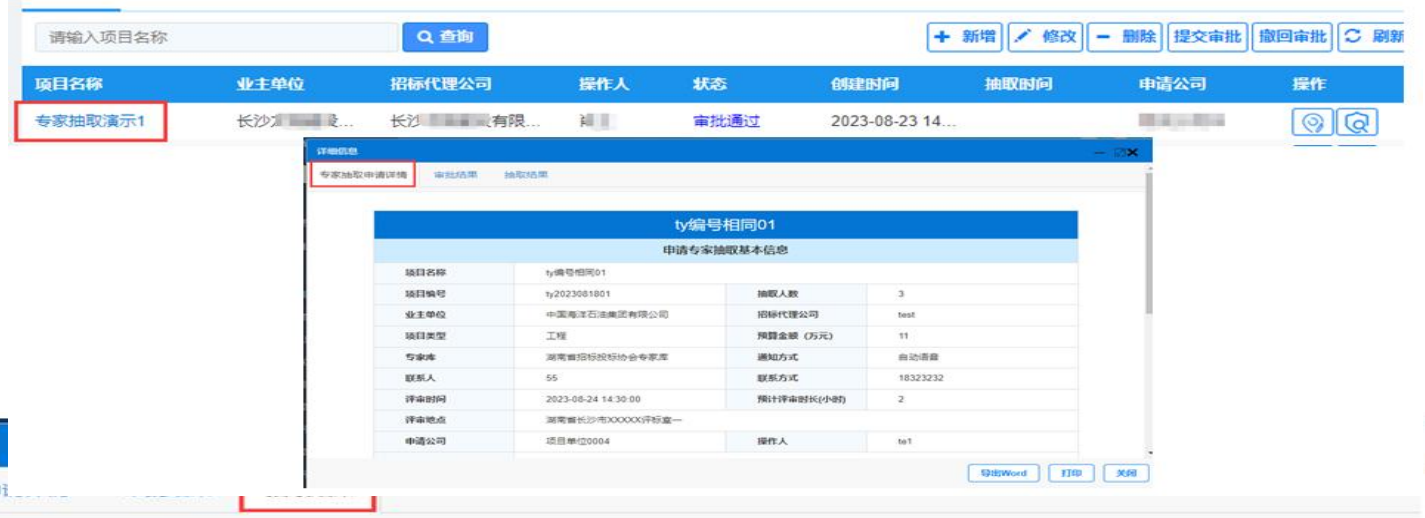 请输入项目名称 查询 新增 修改 删除 提交审批 撤回审批 刷新
项目名称 业主单位 招标代理公司 操作人 状态 创建时间 抽取时间 申请公司 操作
专家抽取演示1 长沙 ... 长沙 有限... 审批通过 2023-08-23 14...
详细信息
专家抽取申请详情 审批结果 抽取结果
ty编号相同01
申请专家抽取基本信息
项目名称 ty编号相同01
项目编号 ty2023081801 抽取人数 3
业主单位 中国海洋石油集团有限公司 招标代理公司 test
项目类型 工程 预算金额 (万元) 11
专家库 湖南省招标投标协会专家库 通知方式 自动语音
联系人 55 联系方式 18323232
评审时间 2023-08-24 14:30:00 预计评审时长(小时) 2
评审地点 湖南省长沙市XXXXX评标室一
申请公司 项目单位0004 操作人 te1
导出Word 打印 关闭